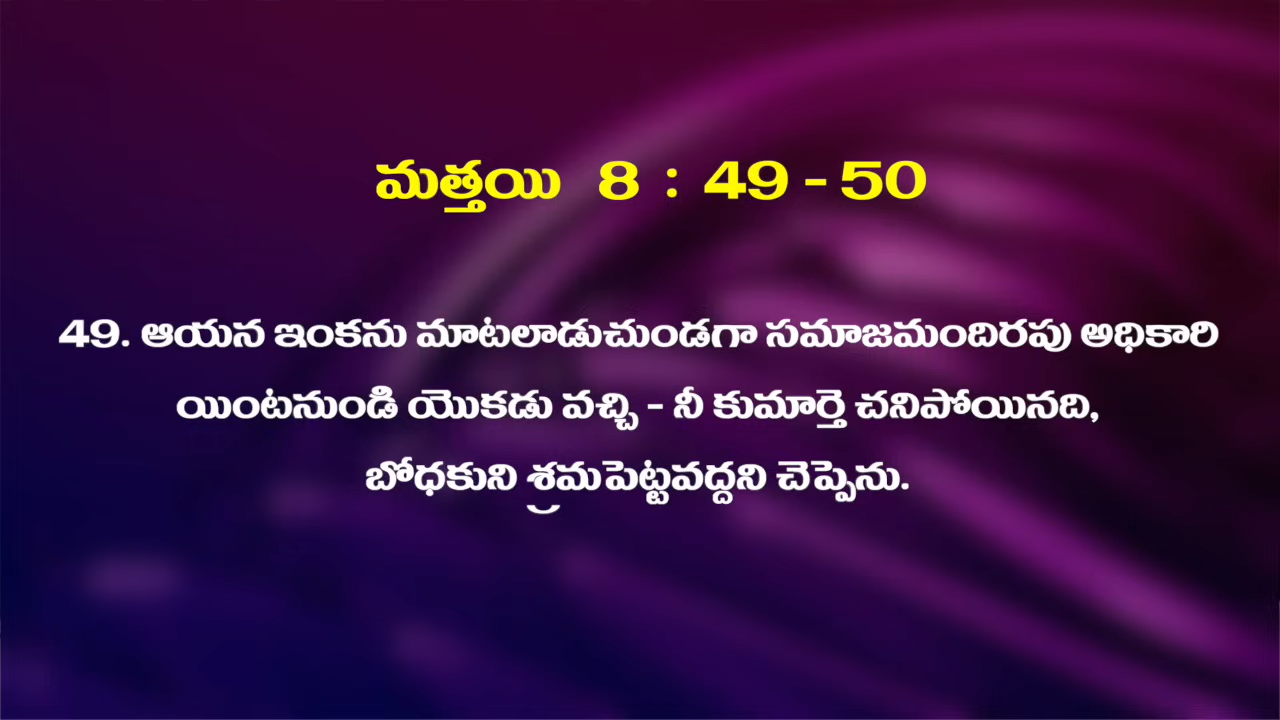 మత్తయి 8 : 49 - 50
49. ఆయన ఇంకను మాటలాడుచుండగా సమాజమందిరపు అధికారి
యింటనుండి యొకడు వచ్చి - నీ కుమార్తె చనిపోయినది,
బోధకుని శ్రమపెట్టవద్దని చెప్పెను.